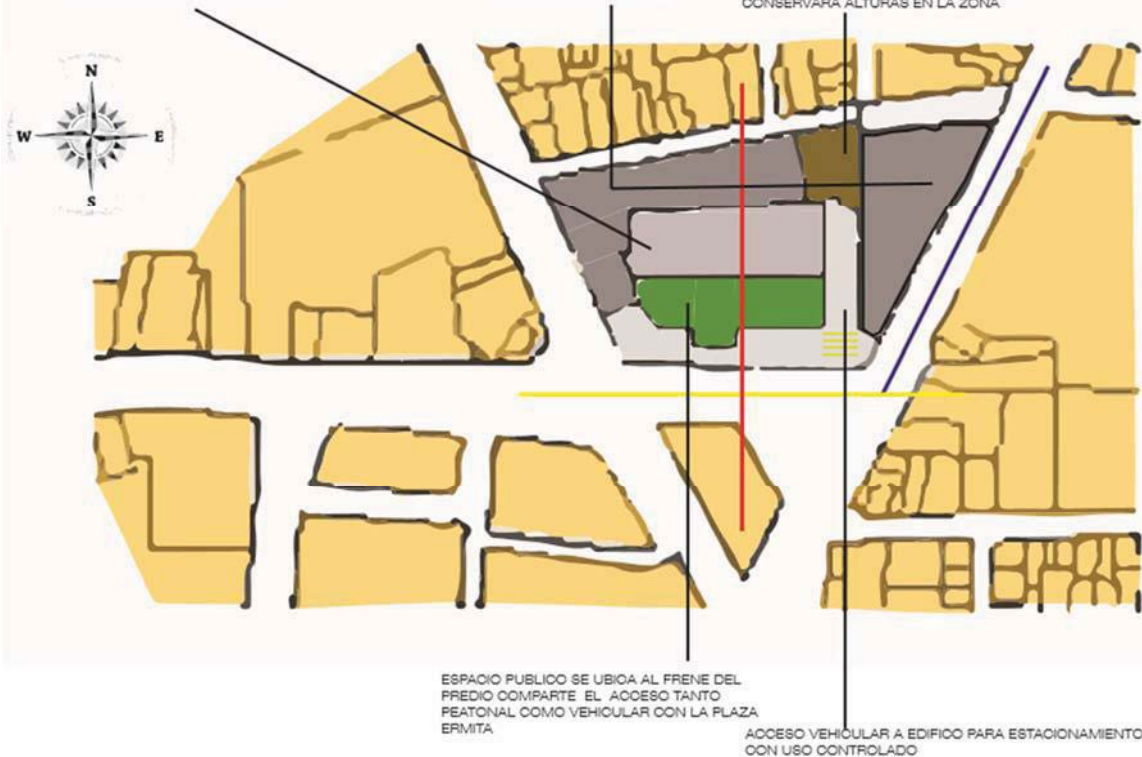 CONSERVARA ALTURAS EN LA ZONA
N
W
E
S
ESPACIO PUBLICO SE UBICA AL FRENE DEL
PREDIO COMPARTE EL ACCESO TANTO
PEATONAL COMO VEHICULAR CON LA PLAZA
ERMITA
ACCESO VEHICULAR A EDIFICO PARA ESTACIONAMIENTO
CON USO CONTROLADO